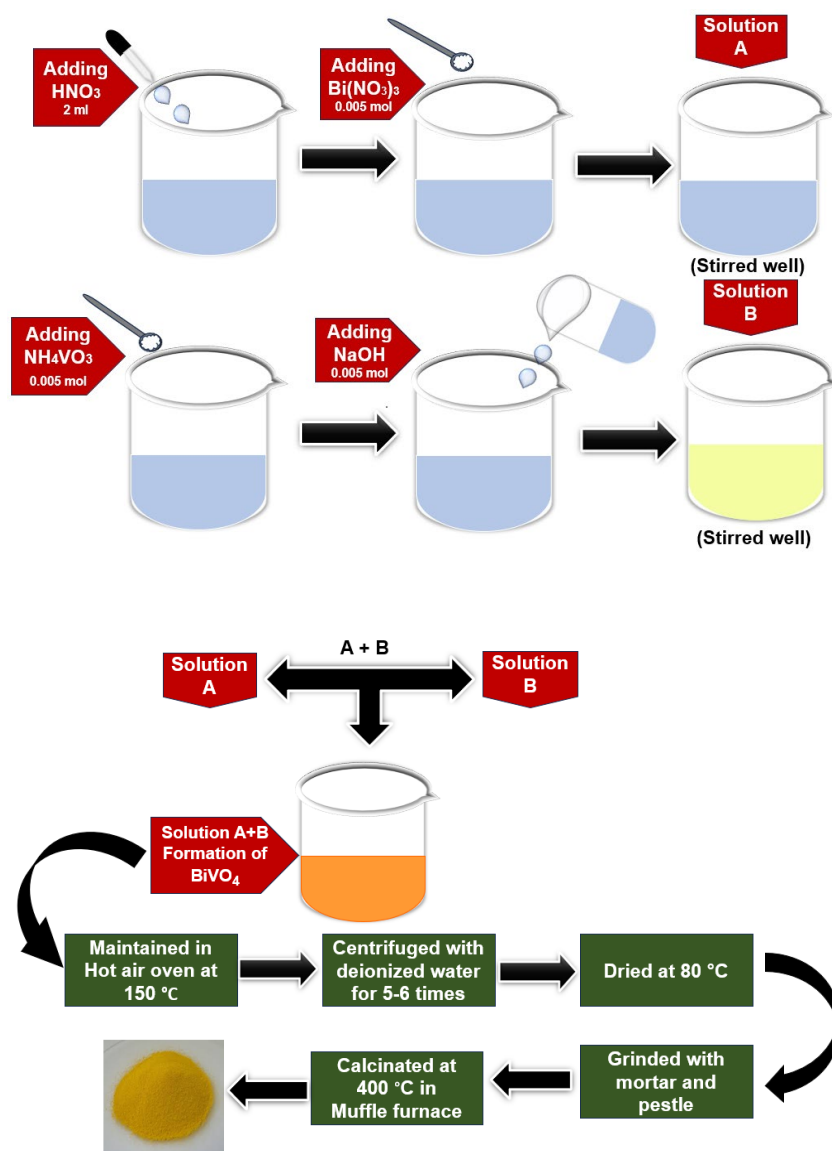 Adding
HNO₃
2 ml
Adding
Bi(NO₃)₃
0.005 mol
Solution
A
(Stirred well)
Adding
NH₄VO₃
0.005 mol
Adding
NaOH
0.005 mol
Solution
B
(Stirred well)
Solution
A
A + B
Solution
B
Solution A+B
Formation of
BiVO₄
Maintained in
Hot air oven at
150 °C
Centrifuged with
deionized water
for 5-6 times
Dried at 80 °C
Calcinated at
400 °C in
Muffle furnace
Grinded with
mortar and
pestle